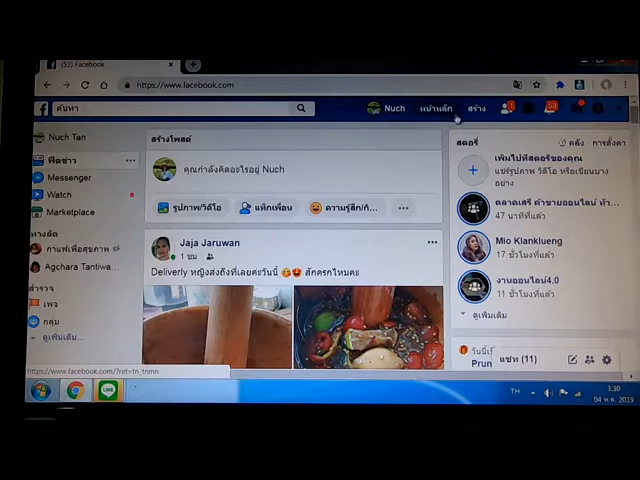 (53) Facebook
https://www.facebook.com
ค้นหา
Nuch
หน้าหลัก
สร้าง
Nuch Tan
ฟีดข่าว
Messenger
Watch
Marketplace
ทางลัด
กาแฟเพื่อสุขภาพ
Agchara Tantiwa...
สำรวจ
เพจ
กลุ่ม
ดูเพิ่มเติม...
สร้างโพสต์
คุณกำลังคิดอะไรอยู่ Nuch
รูปภาพ/วิดีโอ
แท็กเพื่อน
ความรู้สึก/กิ...
Jaja Jaruwan
1 ชม.
Deliverly หญิงส่งถึงที่เลยค่ะวันนี้ 🥰😍 สักครกไหมคะ
สตอรี่
คลัง
การตั้งค่า
เพิ่มไปที่สตอรี่ของคุณ
แชร์รูปภาพ วิดีโอ หรือเขียนบาง
อย่าง
ตลาดเสรี ค้าขายออนไลน์ ทั่ว...
47 นาทีที่แล้ว
Mio Klanklueng
17 ชั่วโมงที่แล้ว
งานออนไลน์4.0
11 ชั่วโมงที่แล้ว
ดูเพิ่มเติม
วันนี้เป็
Prun
แชท (11)
https://www.facebook.com/?ref=tn_tnmn
LINE
TH
3:30
04 พ.ค. 2019